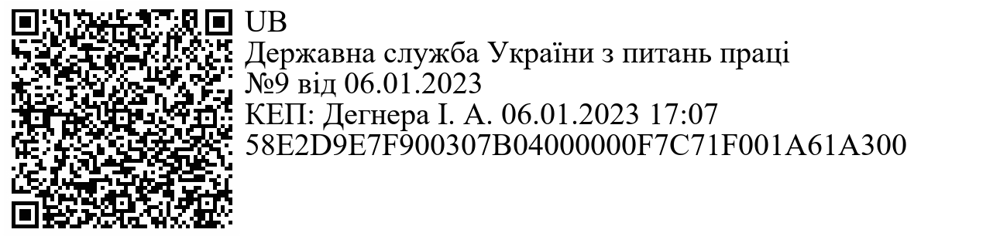 UB
Державна служба України з питань праці
№9 від 06.01.2023
КЕП: Дегнера І. А. 06.01.2023 17:07
58E2D9E7F900307B04000000F7C71F001A61A300